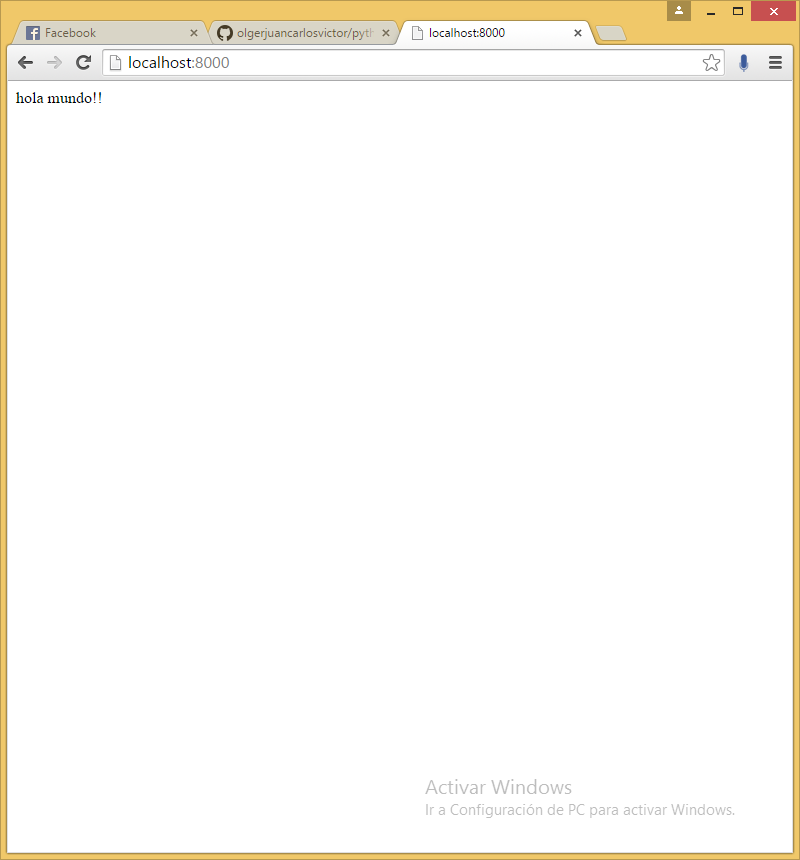 Facebook
olgerjuancarlosvictor/pyth
localhost:8000
localhost:8000
hola mundo!!
Activar Windows
Ir a Configuración de PC para activar Windows.